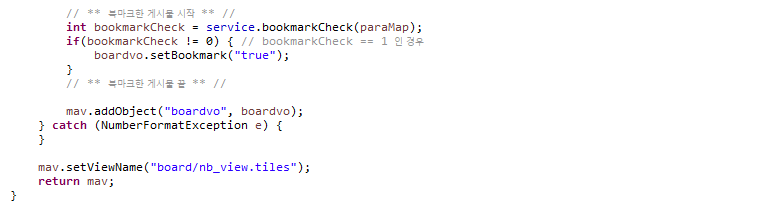 // ** 북마크한 게시물 시작 ** //
int bookmarkCheck = service.bookmarkCheck(paraMap);
if(bookmarkCheck != 0) { // bookmarkCheck == 1 인 경우
boardvo.setBookmark("true");
}
// ** 북마크한 게시물 끝 ** //
mav.addObject("boardvo", boardvo);
} catch (NumberFormatException e) {
}
mav.setViewName("board/nb_view.tiles");
return mav;
}